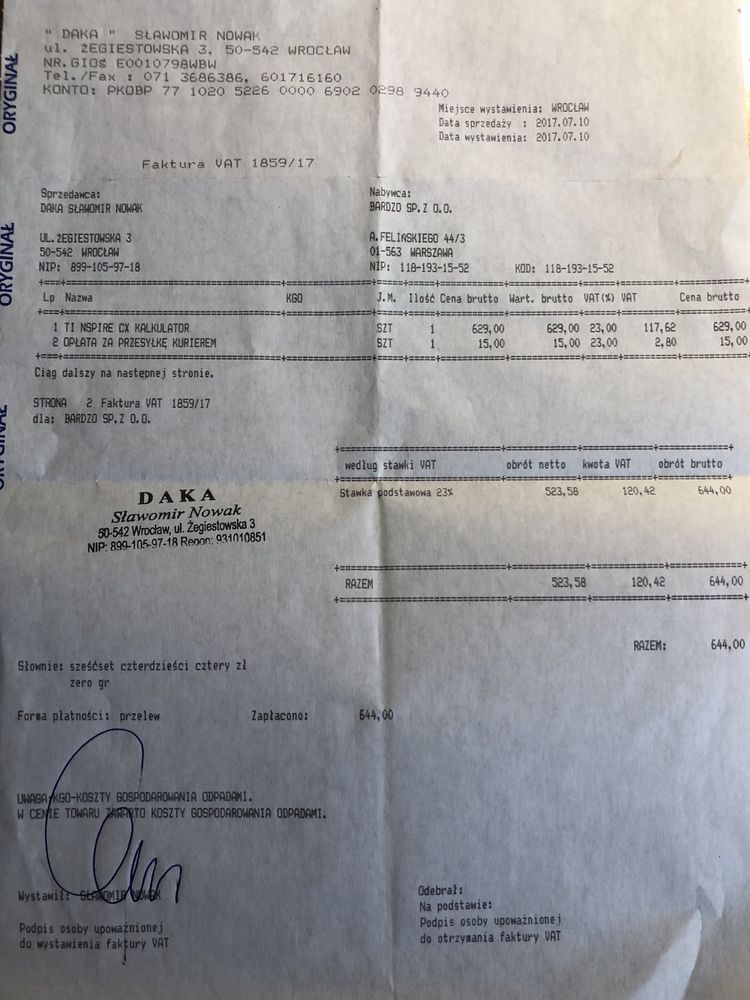 " DAKA "  SŁAWOMIR NOWAK
ul. ŻEGIESTOWSKA 3, 50-542 WROCŁAW
NR.GIOŚ E0010798WBW
Tel./Fax : 071 3686386, 601716160
KONTO: PKOBP 77 1020 5226 0000 6902 0298 9440
ORYGINAŁ
Miejsce wystawienia: WROCŁAW
Data sprzedaży : 2017.07.10
Data wystawienia: 2017.07.10
Faktura VAT 1859/17
Sprzedawca: Nabywca:
DAKA SŁAWOMIR NOWAK BARDZO SP.Z O.O.
UL.ŻEGIESTOWSKA 3 A.FELIŃSKIEGO 44/3
50-542 WROCŁAW 01-563 WARSZAWA
NIP: 899-105-97-18 NIP: 118-193-15-52 KOD: 118-193-15-52
ORYGINAŁ
Lp Nazwa KGO J.M. Ilość Cena brutto Wart. brutto VAT(%) VAT Cena brutto
1 TI NSPIRE CX KALKULATOR SZT 1 629,00 629,00 23,00 117,62 629,00
2 OPŁATA ZA PRZESYŁKĘ KURIEREM SZT 1 15,00 15,00 23,00 2,80 15,00
Ciąg dalszy na następnej stronie.
STRONA 2 Faktura VAT 1859/17
dla: BARDZO SP.Z O.O.
ORYGINAŁ
według stawki VAT obrót netto kwota VAT obrót brutto
Stawka podstawowa 23% 523,58 120,42 644,00
DAKA
Sławomir Nowak
50-542 Wrocław, ul. Żegiestowska 3
NIP: 899-105-97-18 Regon: 931010851
RAZEM 523,58 120,42 644,00
RAZEM: 644,00
Słownie: sześćset czterdzieści cztery zł
zero gr
Forma płatności: przelew Zapłacono: 644,00
UWAGA:KGO-KOSZTY GOSPODAROWANIA ODPADAMI.
W CENIE TOWARU ZAWARTO KOSZTY GOSPODAROWANIA ODPADAMI.
Wystawił: SŁAWOMIR NOWAK
Podpis osoby upoważnionej
do wystawienia faktury VAT
Odebrał:
Na podstawie:
Podpis osoby upoważnionej
do otrzymania faktury VAT